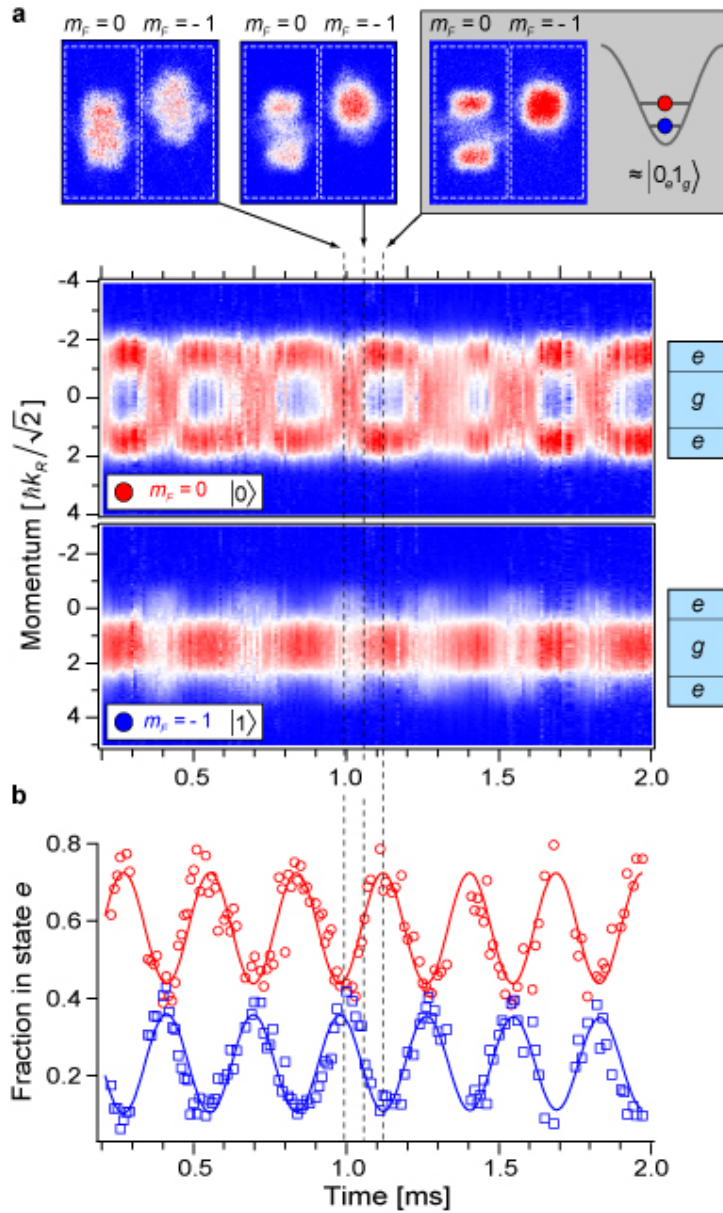 a
m_F = 0 m_F = - 1 m_F = 0 m_F = - 1 m_F = 0 m_F = - 1
≈|0_e 1_g⟩
Momentum [ħk_R/√2]
-4
-2
0
2
4
e
g
e
m_F = 0 |0⟩
-2
0
2
4
e
g
e
m_F = - 1 |1⟩
0.5 1.0 1.5 2.0
b
Fraction in state e
0.8
0.6
0.4
0.2
0.5 1.0 1.5 2.0
Time [ms]